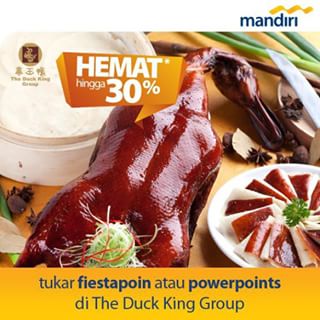 mandiri
The Duck King
Group
HEMAT*
hingga
30%
tukar fiestapoin atau powerpoints
di The Duck King Group